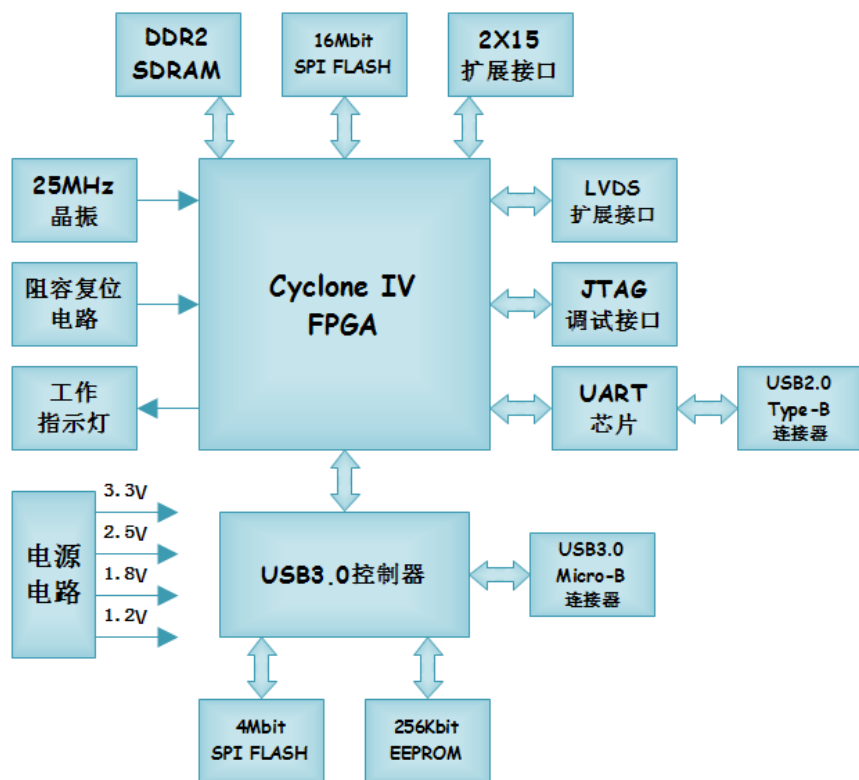 DDR2
SDRAM
16Mbit
SPI FLASH
2X15
扩展接口
25MHz
晶振
LVDS
扩展接口
阻容复位
电路
Cyclone IV
FPGA
JTAG
调试接口
工作
指示灯
UART
芯片
USB2.0
Type-B
连接器
电源
电路
3.3V
2.5V
1.8V
1.2V
USB3.0控制器
USB3.0
Micro-B
连接器
4Mbit
SPI FLASH
256Kbit
EEPROM